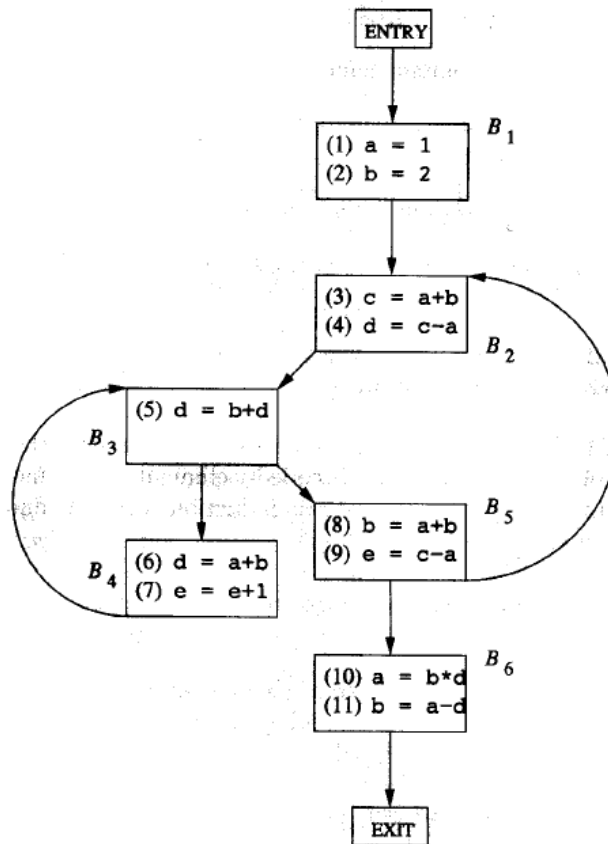 ENTRY
B1
(1) a = 1
(2) b = 2
(3) c = a+b
(4) d = c-a
B2
(5) d = b+d
B3
(8) b = a+b
(9) e = c-a
B5
(6) d = a+b
(7) e = e+1
B4
(10) a = b*d
(11) b = a-d
B6
EXIT